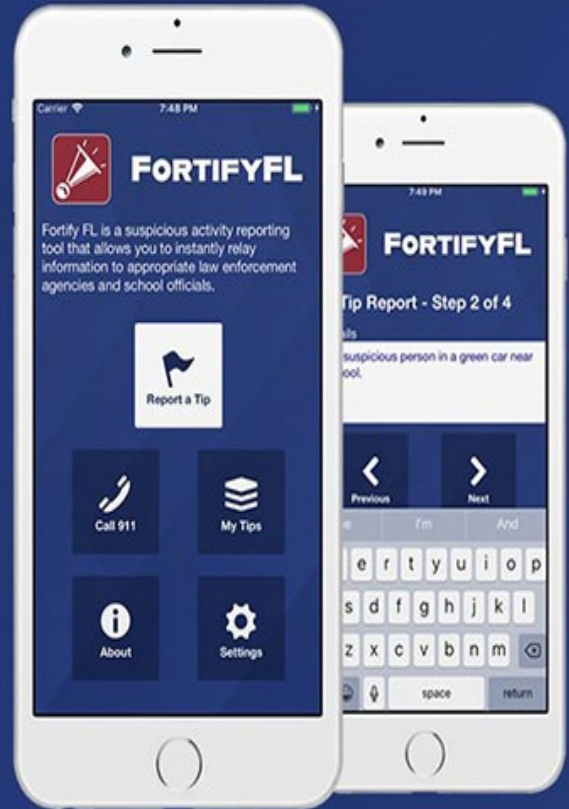 Carrier 7:48 PM
FORTIFYFL
Fortify FL is a suspicious activity reporting
tool that allows you to instantly relay
information to appropriate law enforcement
agencies and school officials.
Report a Tip
Call 911
My Tips
About
Settings
7:49 PM
FORTIFYFL
Tip Report - Step 2 of 4
suspicious person in a green car near
Previous
Next
I'm
And
e r t y u i o p
s d f g h j k l
z x c v b n m
space
return